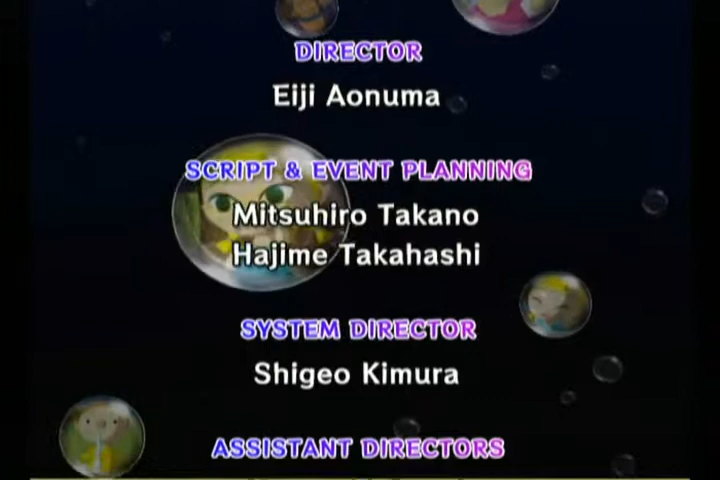 DIRECTOR
Eiji Aonuma
SCRIPT & EVENT PLANNING
Mitsuhiro Takano
Hajime Takahashi
SYSTEM DIRECTOR
Shigeo Kimura
ASSISTANT DIRECTORS